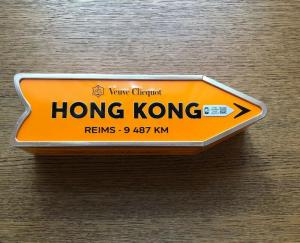 Veuve Clicquot
HONG KONG
REIMS - 9 487 KM